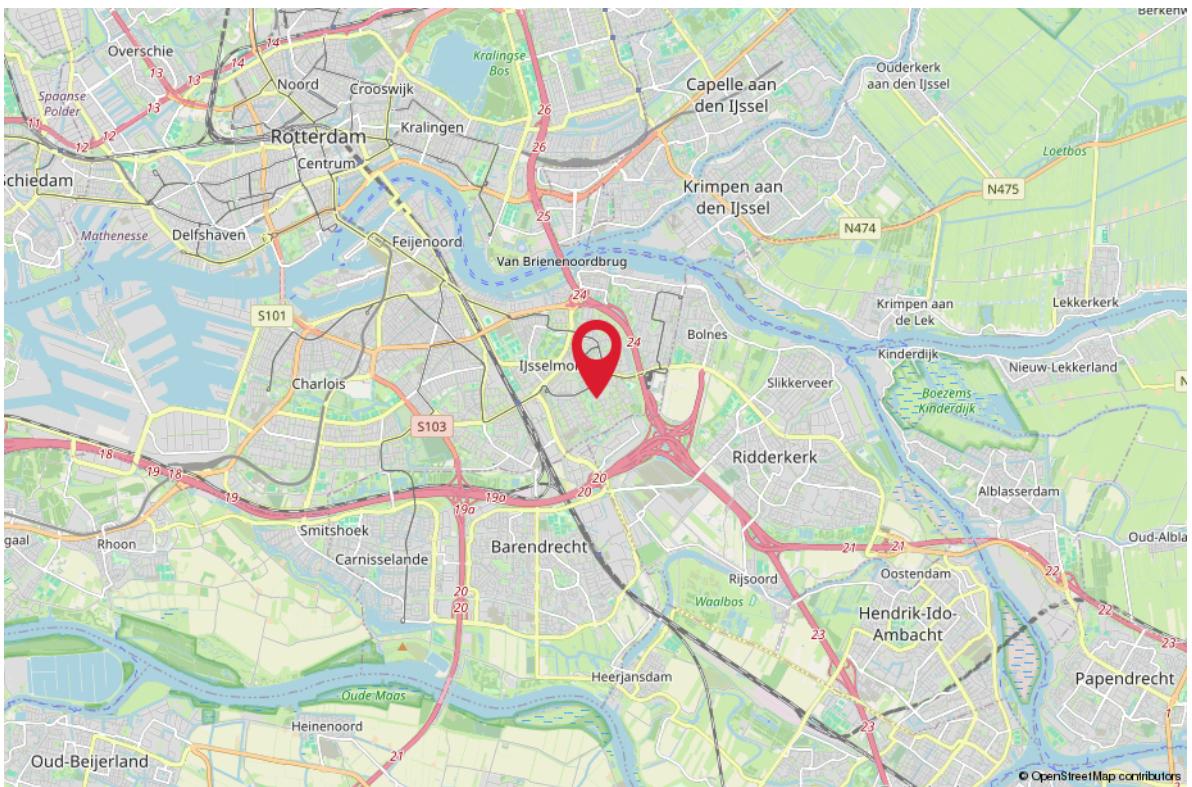 Berkenw
Overschie
14
14
13
13
14
Kralingse
Bos
26
Noord
Crooswijk
Capelle aan
den IJssel
Ouderkerk
aan den IJssel
Spaanse
Polder
13
11
12
12
Rotterdam
Kralingen
26
Loetbos
Centrum
Schiedam
Krimpen aan
den IJssel
N475
25
N474
Mathenesse
Delfshaven
Feijenoord
Van Brienenoordbrug
24
S101
Krimpen aan
de Lek
Lekkerkerk
24
Bolnes
Kinderdijk
IJsselmo
Nieuw-Lekkerland
N
Charlois
Slikkerveer
Boezems
Kinderdijk
S103
18
19
18
19
19a
19a
20
20
Ridderkerk
Alblasserdam
Smitshoek
gaal
Rhoon
Carnisselande
Barendrecht
21
21
Oud-Albla
22
Oostendam
Rijsoord
20
20
Waalbos
Hendrik-Ido-
Ambacht
22
23
23
Heerjansdam
Papendrecht
Oude Maas
Heinenoord
23
1
21
Oud-Beijerland
© OpenStreetMap contributors